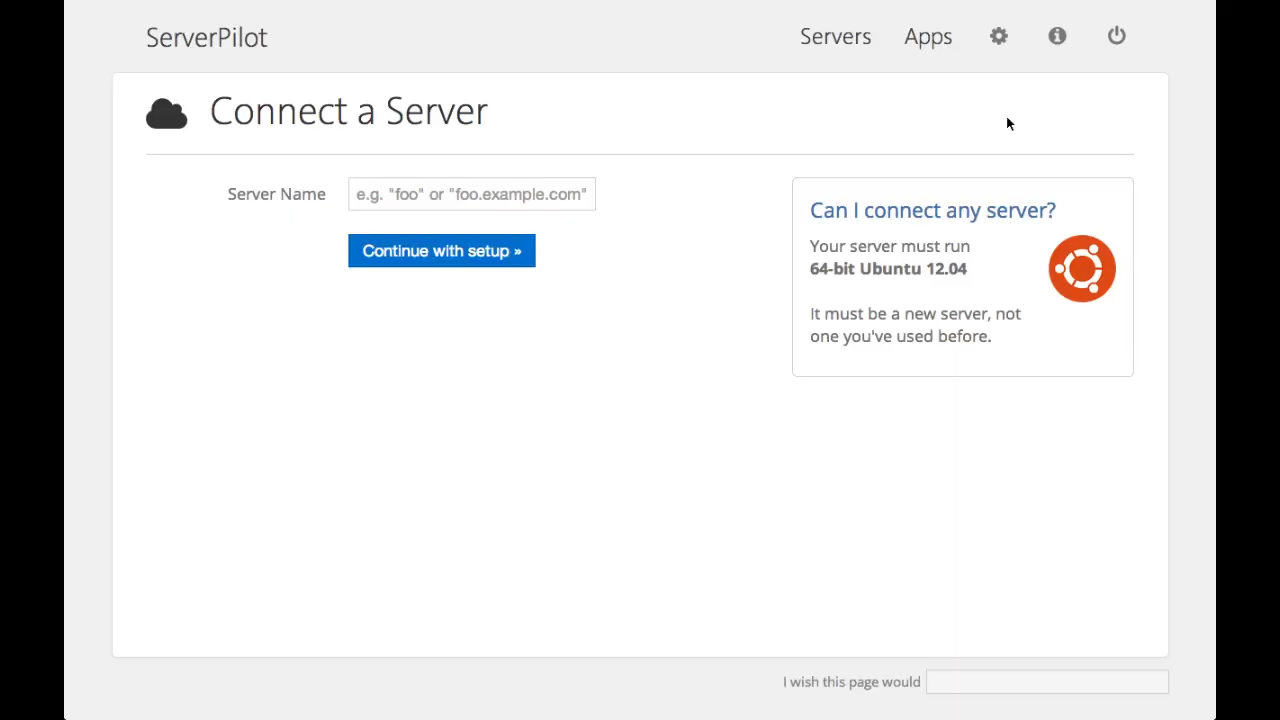 ServerPilot
Servers
Apps
Connect a Server
Server Name
e.g. "foo" or "foo.example.com"
Continue with setup »
Can I connect any server?
Your server must run
64-bit Ubuntu 12.04
It must be a new server, not
one you've used before.
I wish this page would